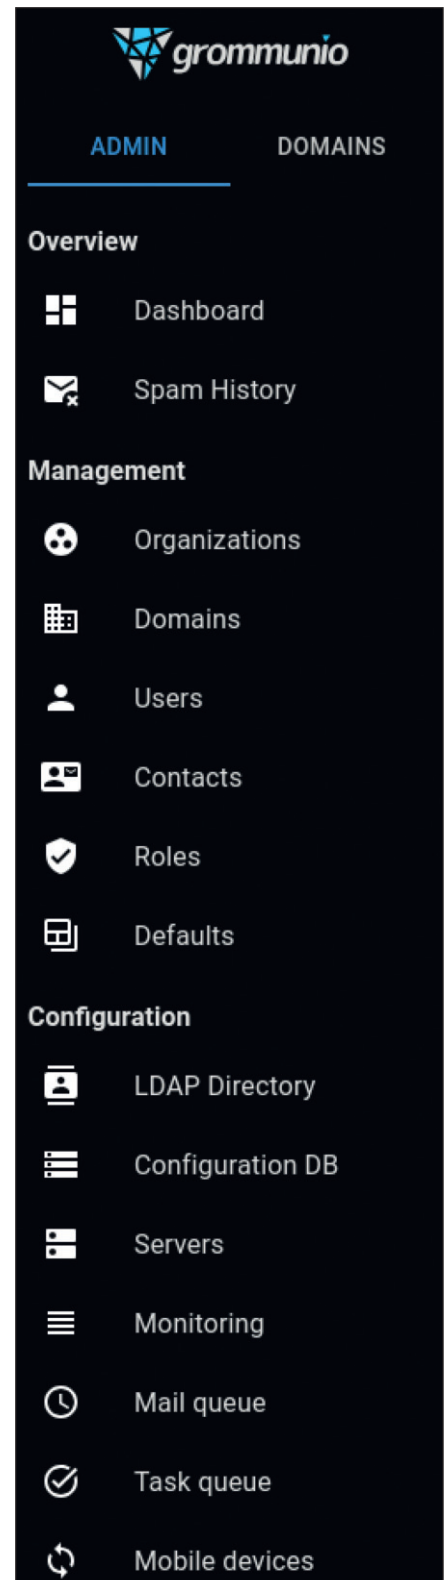 grommunio
ADMIN DOMAINS
Overview
Dashboard
Spam History
Management
Organizations
Domains
Users
Contacts
Roles
Defaults
Configuration
LDAP Directory
Configuration DB
Servers
Monitoring
Mail queue
Task queue
Mobile devices